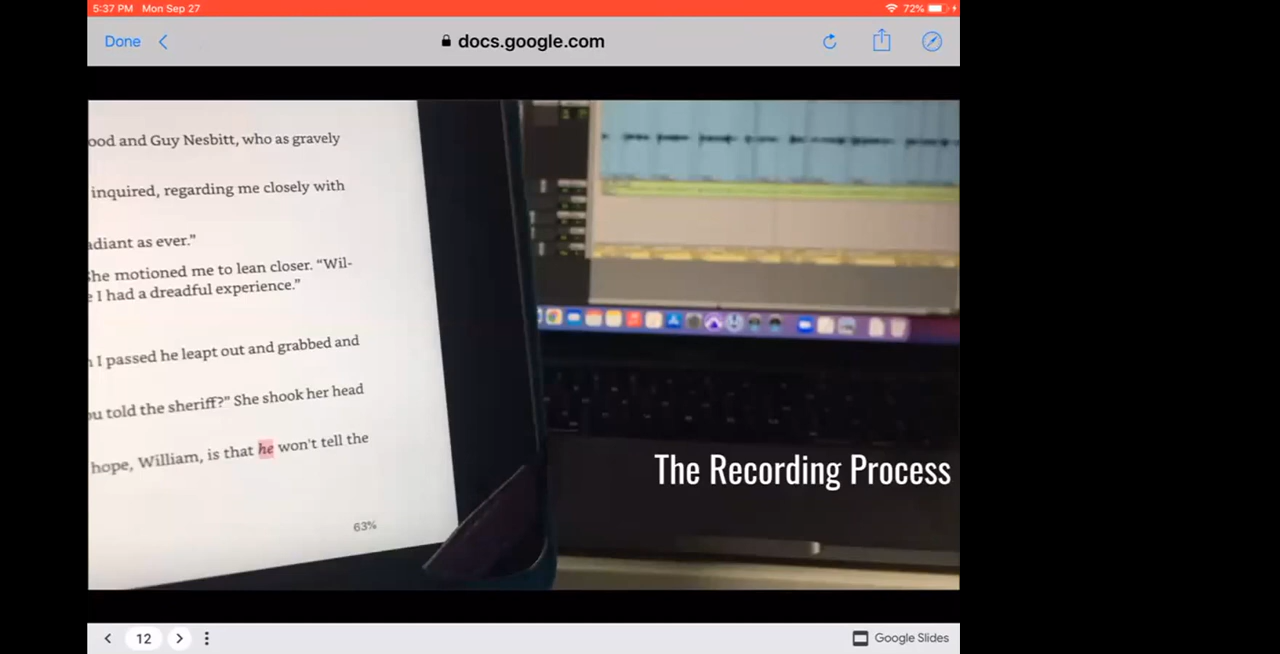 5:37 PM Mon Sep 27
72%
Done
docs.google.com
ood and Guy Nesbitt, who as gravely
inquired, regarding me closely with
adiant as ever."
he motioned me to lean closer. "Wil-
I had a dreadful experience."
I passed he leapt out and grabbed and
ou told the sheriff?" She shook her head
hope, William, is that he won't tell the
63%
The Recording Process
12
Google Slides